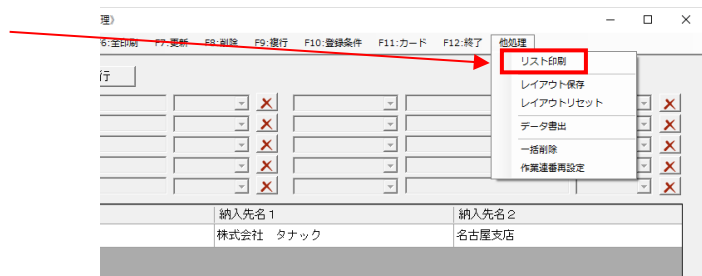 理》
6:全印刷 F7:更新 F8:削除 F9:複行 F10:登録条件 F11:カード F12:終了 他処理
リスト印刷
行
レイアウト保存
レイアウトリセット
データ書出
一括削除
作業連番再設定
納入先名1 納入先名2
株式会社 タナック 名古屋支店